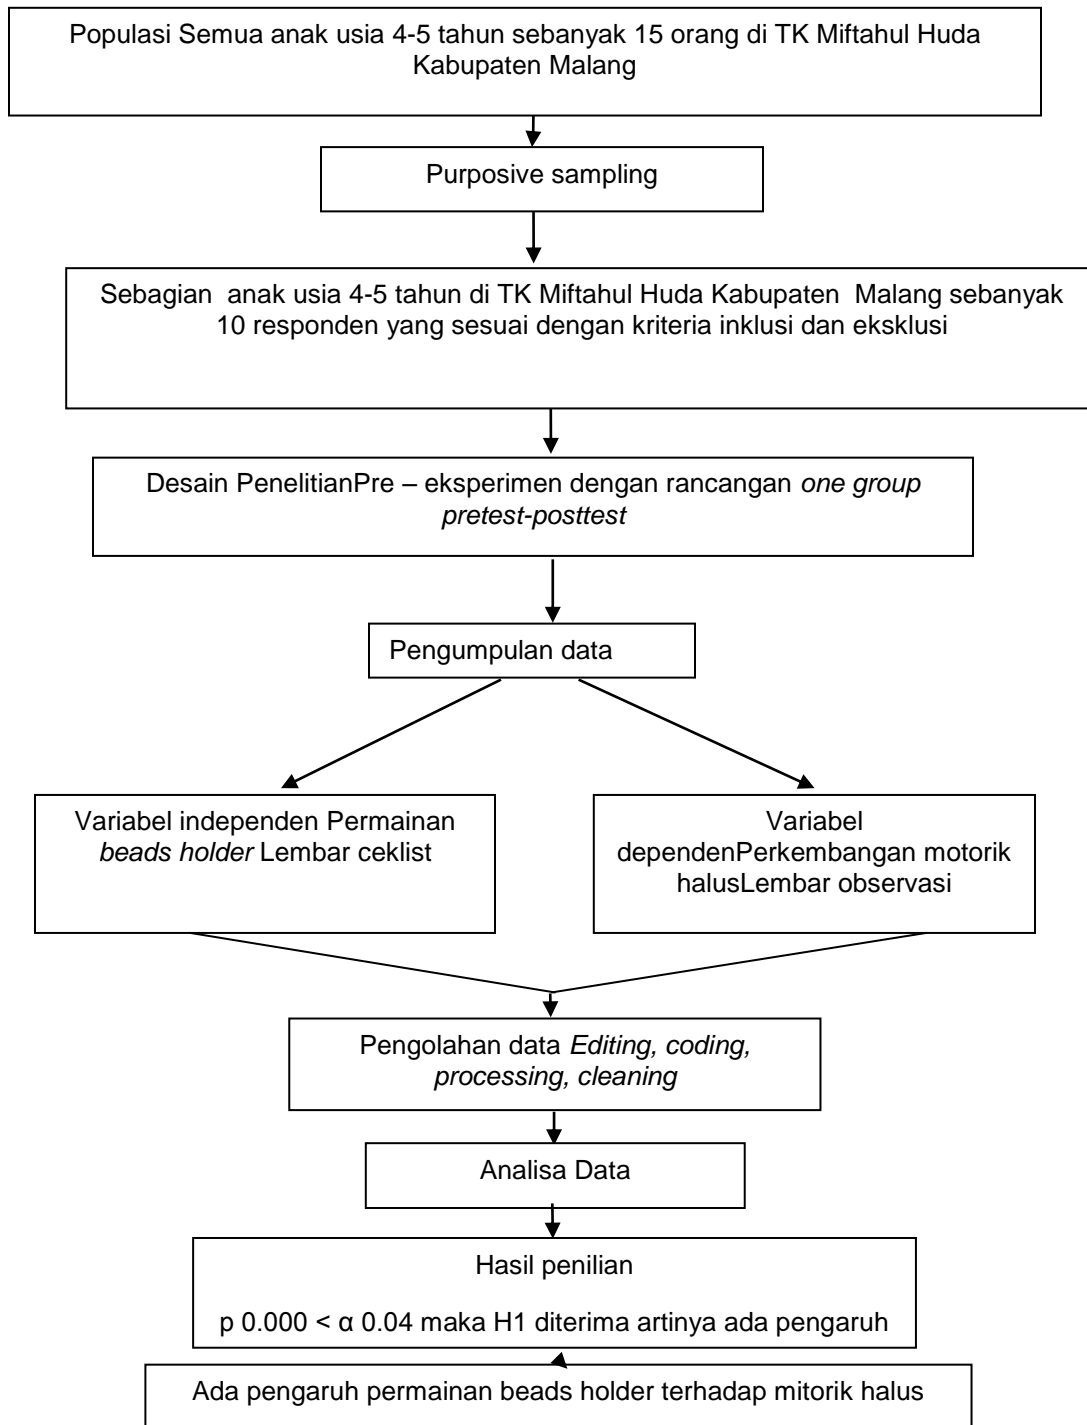 Populasi Semua anak usia 4-5 tahun sebanyak 15 orang di TK Miftahul Huda
Kabupaten Malang
Purposive sampling
Sebagian anak usia 4-5 tahun di TK Miftahul Huda Kabupaten Malang sebanyak
10 responden yang sesuai dengan kriteria inklusi dan eksklusi
Desain PenelitianPre – eksperimen dengan rancangan one group
pretest-posttest
Pengumpulan data
Variabel independen Permainan
beads holder Lembar ceklist
Variabel
dependenPerkembangan motorik
halusLembar observasi
Pengolahan data Editing, coding,
processing, cleaning
Analisa Data
Hasil penilian
p 0.000 < α 0.04 maka H1 diterima artinya ada pengaruh
Ada pengaruh permainan beads holder terhadap mitorik halus